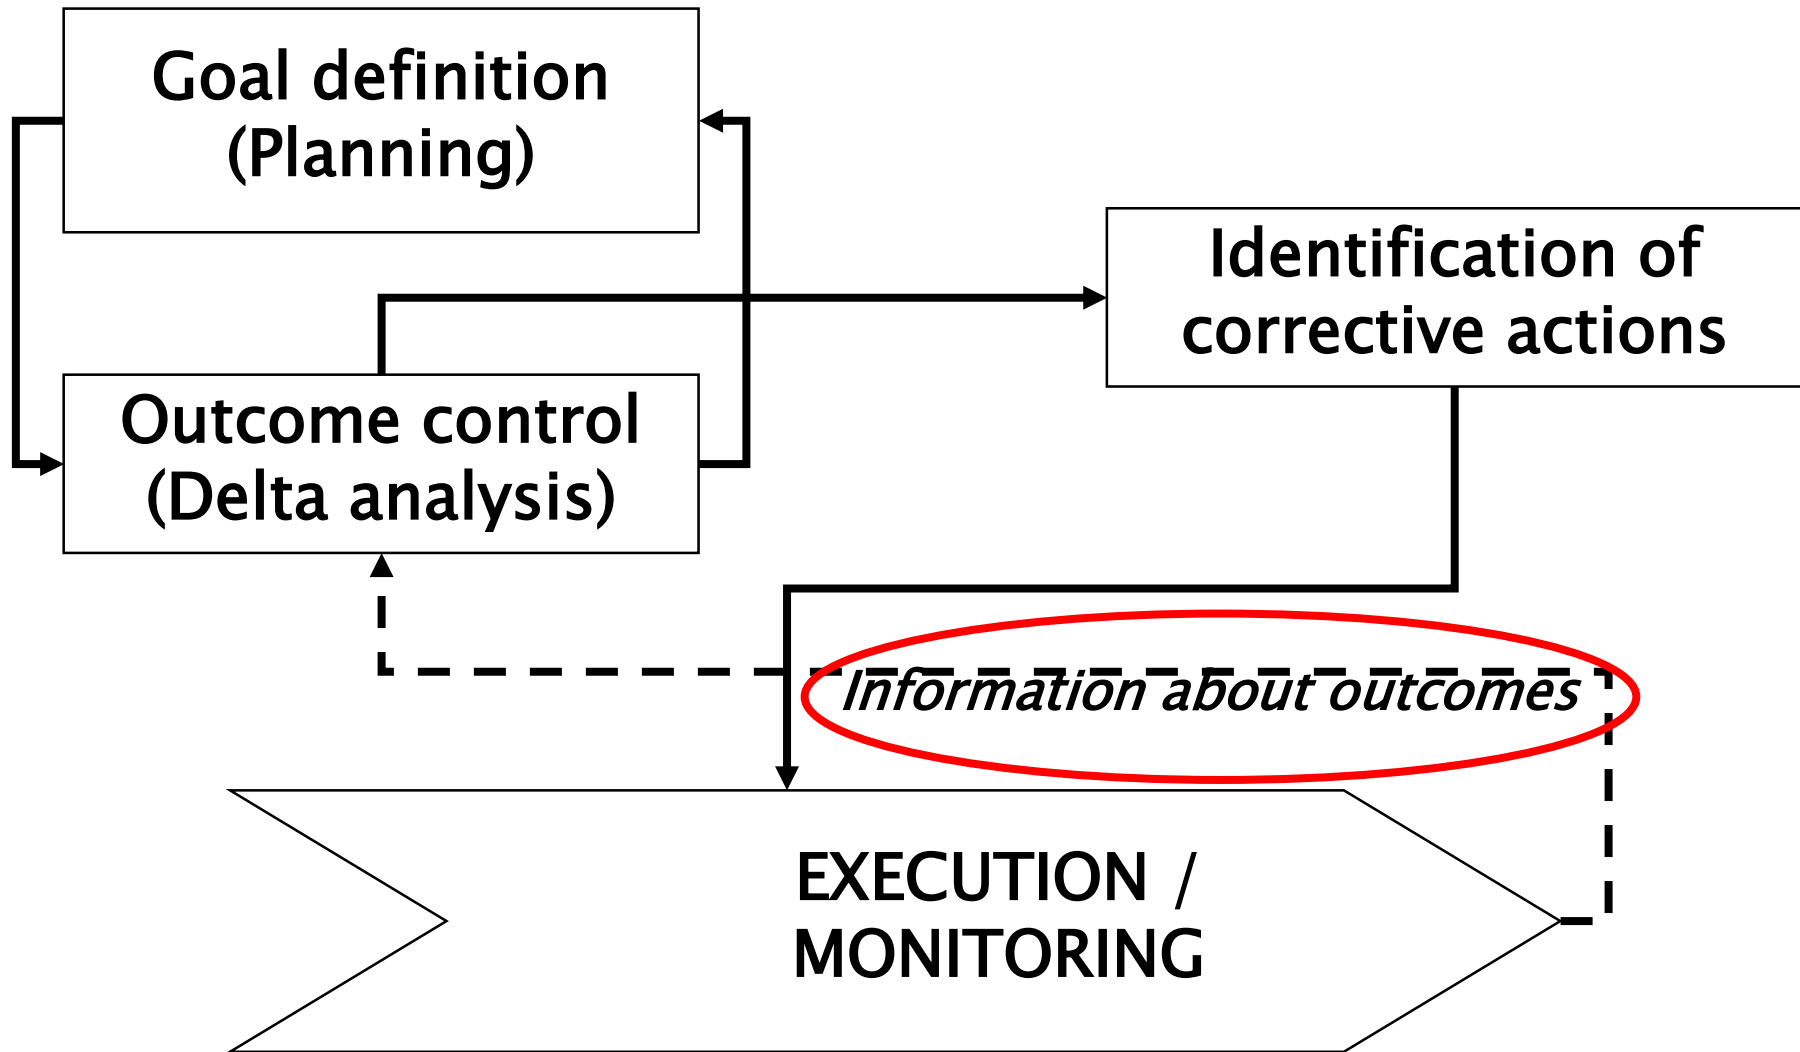 Goal definition
(Planning)
Identification of
corrective actions
Outcome control
(Delta analysis)
Information about outcomes
EXECUTION /
MONITORING